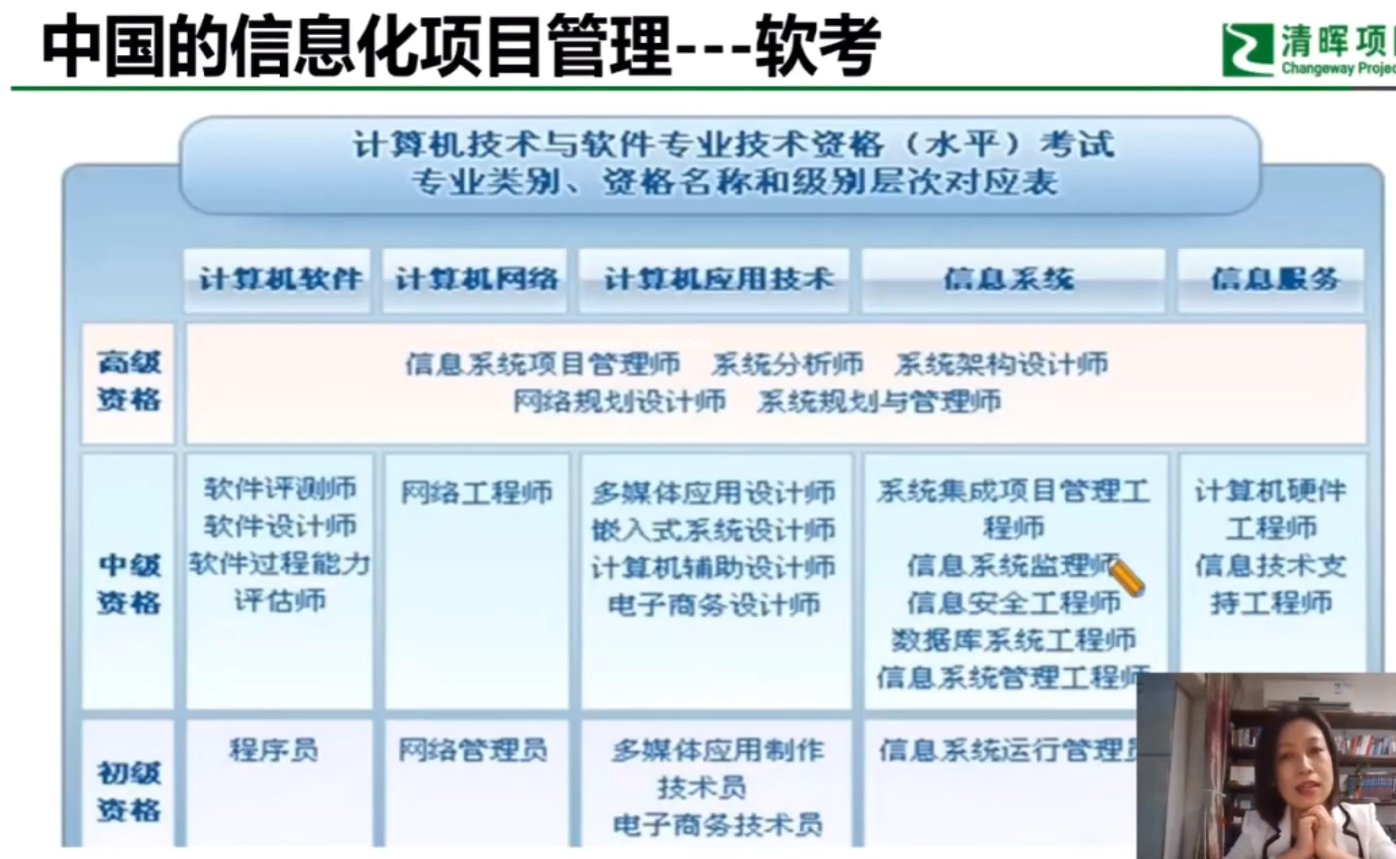 中国的信息化项目管理---软考
清晖项目
Changeway Projec
计算机技术与软件专业技术资格（水平）考试
专业类别、资格名称和级别层次对应表
计算机软件
计算机网络
计算机应用技术
信息系统
信息服务
高级
资格
信息系统项目管理师 系统分析师 系统架构设计师
网络规划设计师 系统规划与管理师
中级
资格
软件评测师
软件设计师
软件过程能力
评估师
网络工程师
多媒体应用设计师
嵌入式系统设计师
计算机辅助设计师
电子商务设计师
系统集成项目管理工
程师
信息系统监理师
信息安全工程师
数据库系统工程师
信息系统管理工程师
计算机硬件
工程师
信息技术支
持工程师
初级
资格
程序员
网络管理员
多媒体应用制作
技术员
电子商务技术员
信息系统运行管理员